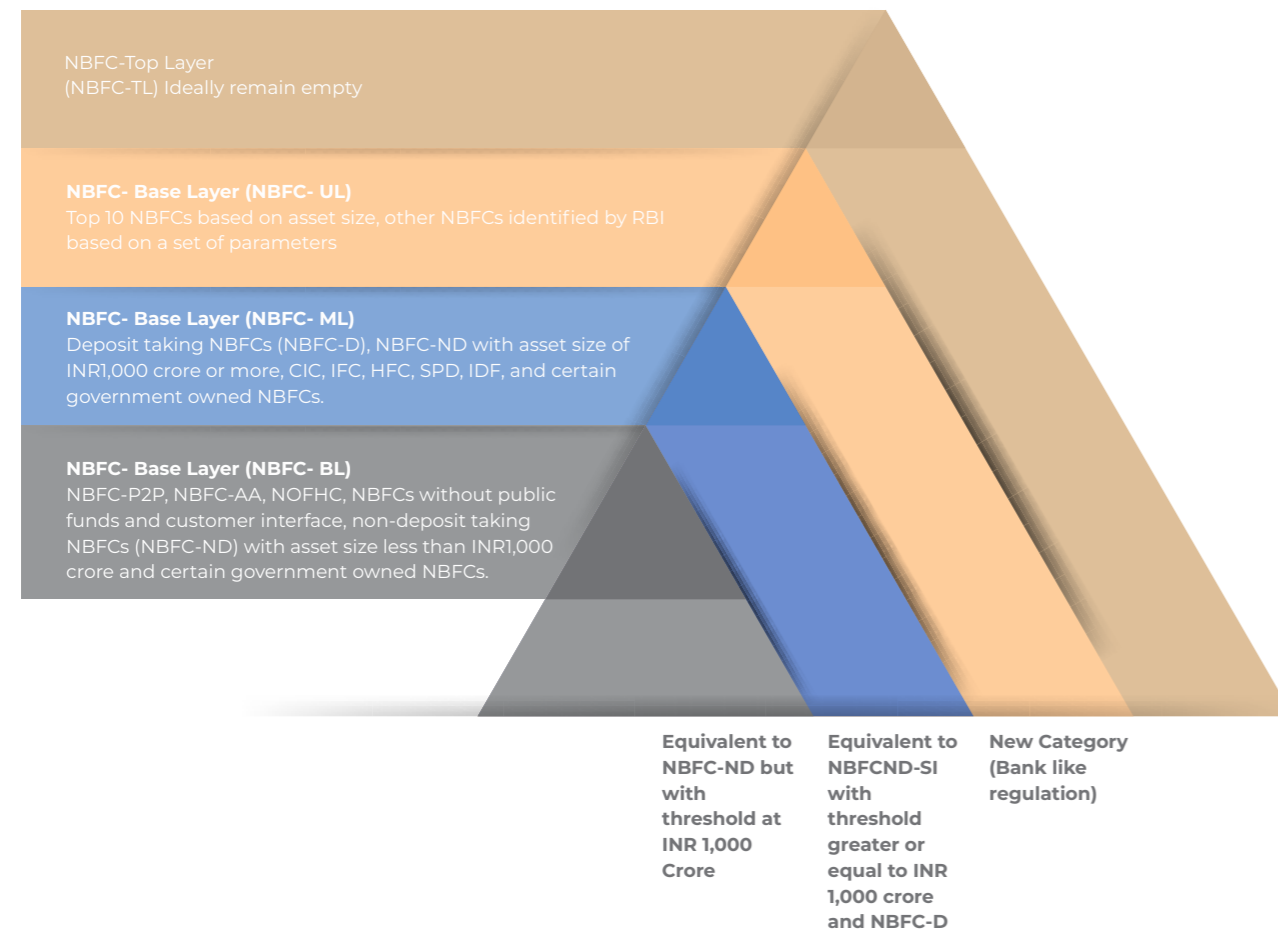 NBFC-Top Layer
(NBFC-TL) Ideally remain empty
NBFC- Base Layer (NBFC- UL)
Top 10 NBFCs based on asset size, other NBFCs identified by RBI
based on a set of parameters
NBFC- Base Layer (NBFC- ML)
Deposit taking NBFCs (NBFC-D), NBFC-ND with asset size of
INR1,000 crore or more, CIC, IFC, HFC, SPD, IDF, and certain
government owned NBFCs.
NBFC- Base Layer (NBFC- BL)
NBFC-P2P, NBFC-AA, NOFHC, NBFCs without public
funds and customer interface, non-deposit taking
NBFCs (NBFC-ND) with asset size less than INR1,000
crore and certain government owned NBFCs.
Equivalent to
NBFC-ND but
with
threshold at
INR 1,000
Crore
Equivalent to
NBFCND-SI
with
threshold
greater or
equal to INR
1,000 crore
and NBFC-D
New Category
(Bank like
regulation)